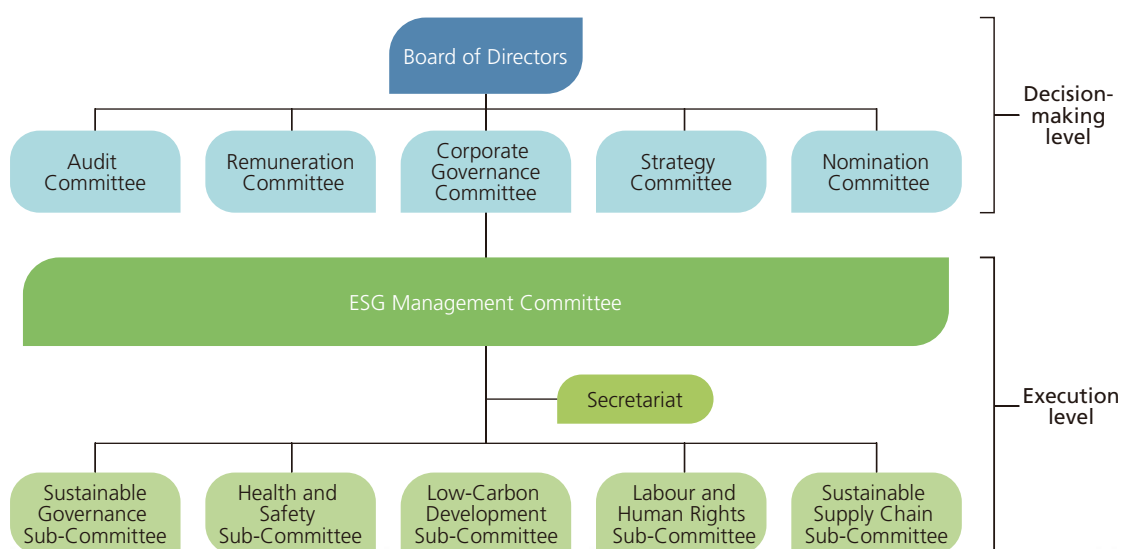 Board of Directors
Decision-
making
level
Audit
Committee
Remuneration
Committee
Corporate
Governance
Committee
Strategy
Committee
Nomination
Committee
ESG Management Committee
Secretariat
Execution
level
Sustainable
Governance
Sub-Committee
Health and
Safety
Sub-Committee
Low-Carbon
Development
Sub-Committee
Labour and
Human Rights
Sub-Committee
Sustainable
Supply Chain
Sub-Committee